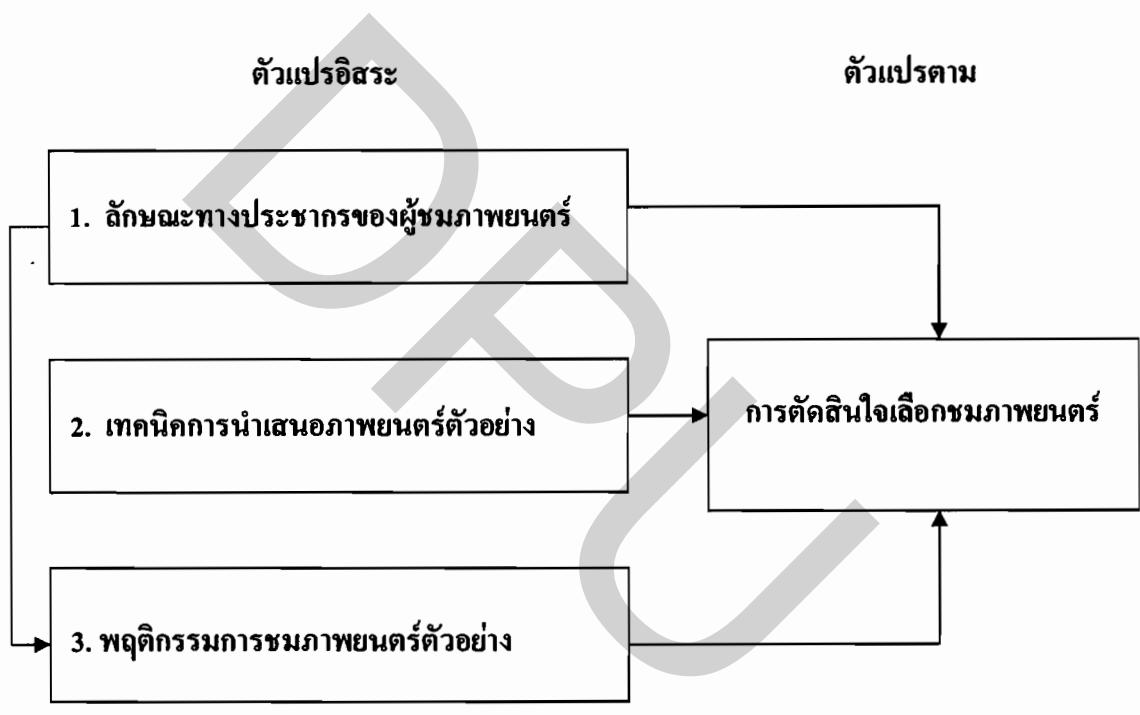 ตัวแปรอิสระ
ตัวแปรตาม
1. ลักษณะทางประชากรของผู้ชมภาพยนตร์
2. เทคนิคการนำเสนอภาพยนตร์ตัวอย่าง
การตัดสินใจเลือกชมภาพยนตร์
3. พฤติกรรมการชมภาพยนตร์ตัวอย่าง
DPU